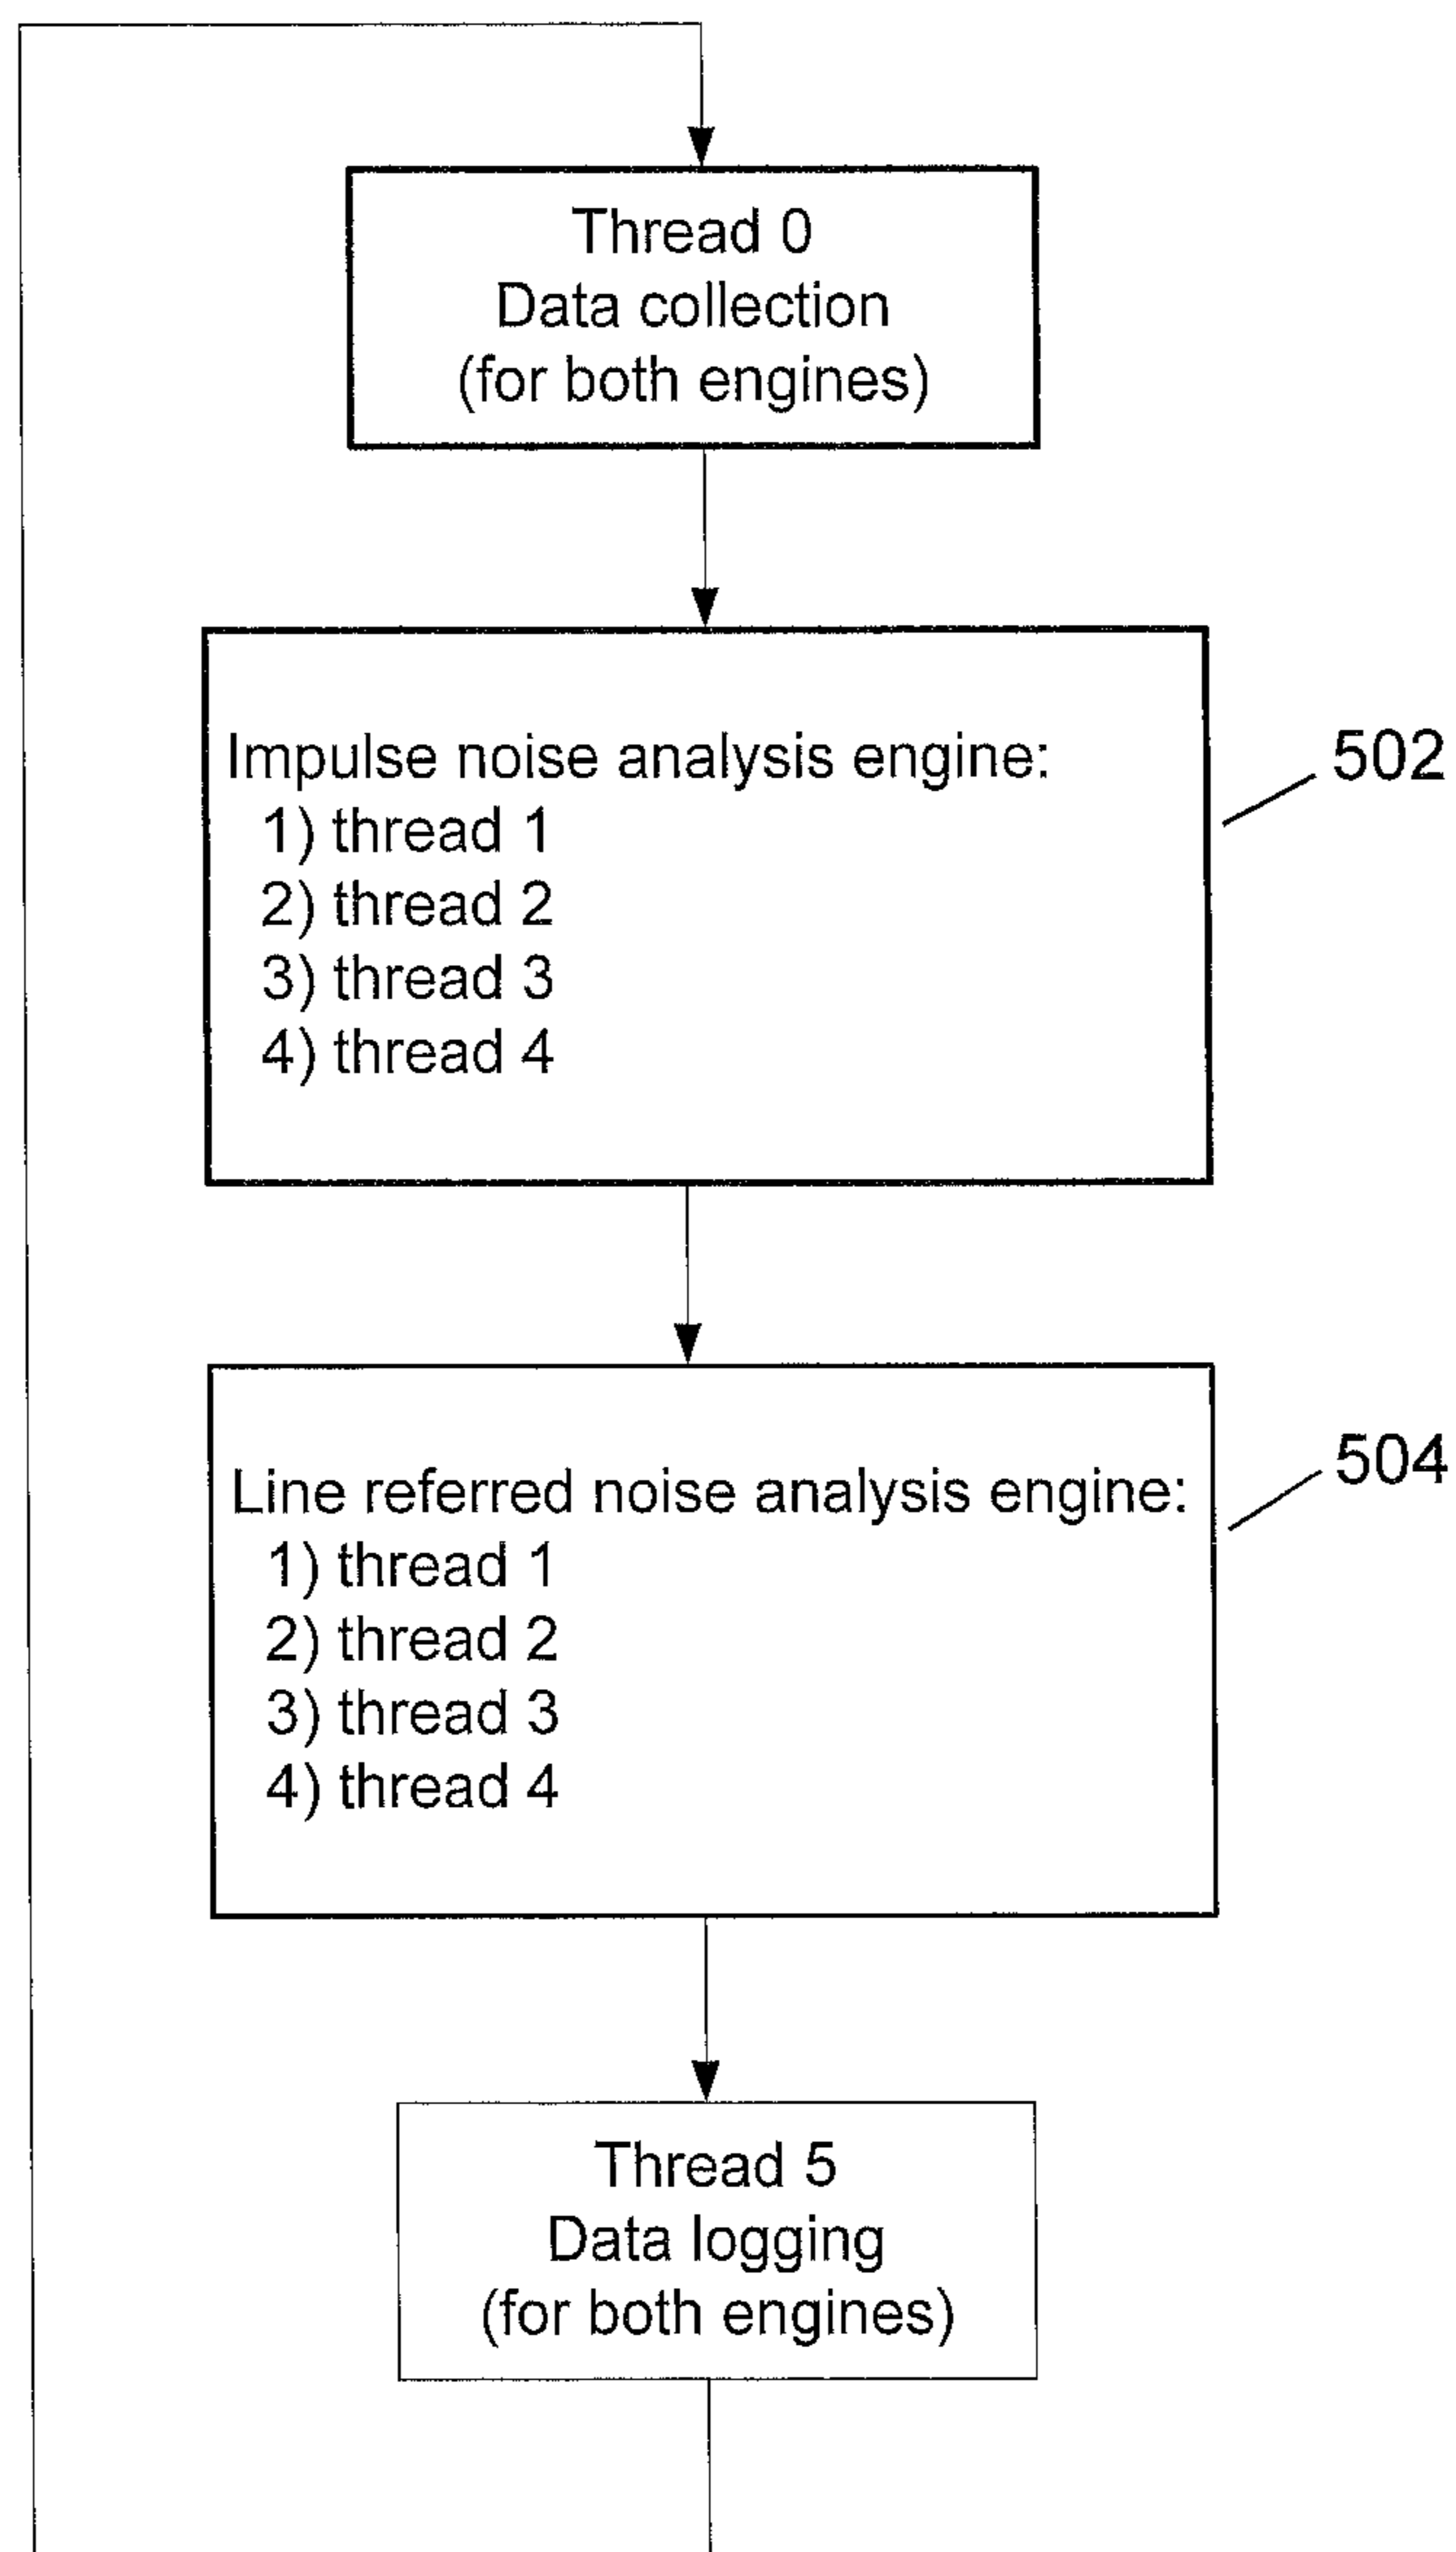 Thread 0
Data collection
(for both engines)
Impulse noise analysis engine:
1) thread 1
2) thread 2
3) thread 3
4) thread 4
502
Line referred noise analysis engine:
1) thread 1
2) thread 2
3) thread 3
4) thread 4
504
Thread 5
Data logging
(for both engines)